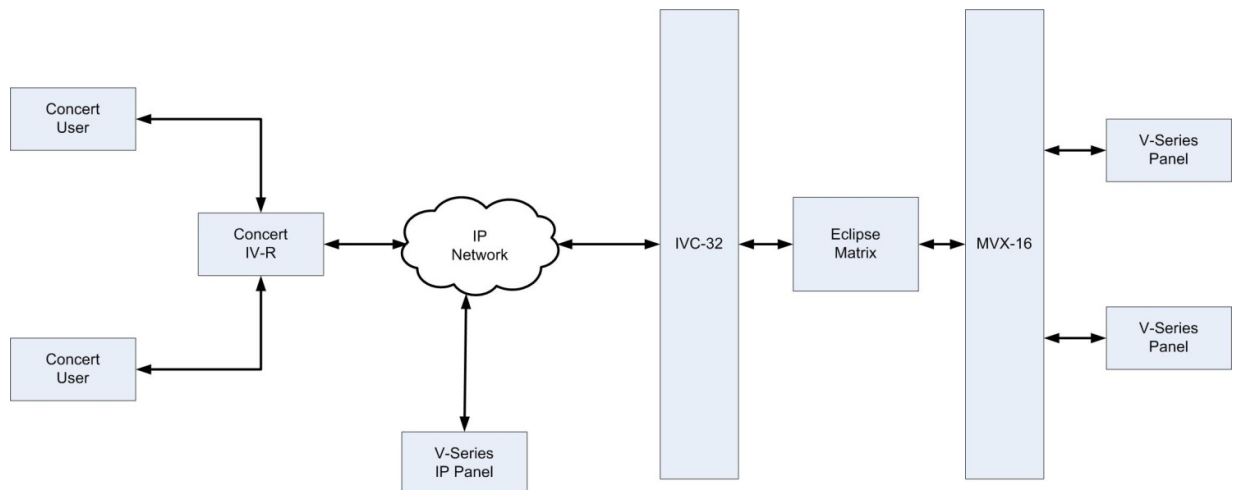 Concert
User
Concert
IV-R
Concert
User
IP
Network
V-Series
IP Panel
IVC-32
Eclipse
Matrix
MVX-16
V-Series
Panel
V-Series
Panel